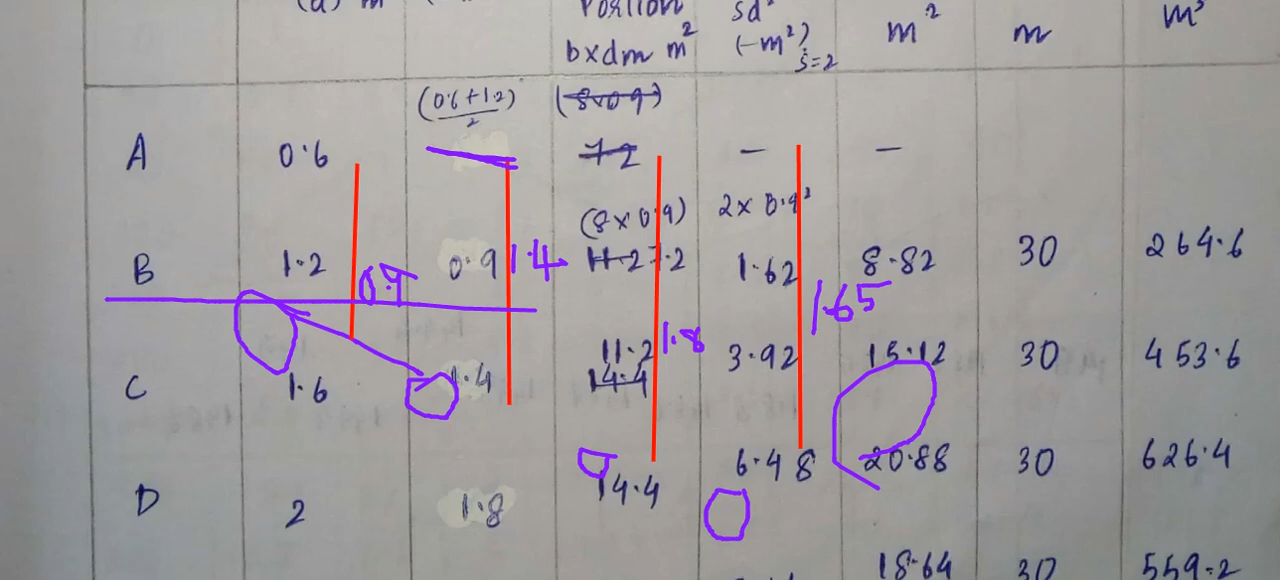 (d) m
Portion
b×dm m²
sd²
(-m²)
s=2
m²
m
m³
(0.6+1.2)
2
(8×0.9)
A 0.6 7.2 — —
(8×0.9) 2×0.9²
B 1.2 0.9 1.4 11.2 7.2 1.62 8.82 30 264.6
0.9 1.65
C 1.6 1.4 11.2 1.8 3.92 15.12 30 453.6
14.4
D 2 1.8 14.4 6.48 20.88 30 626.4
18.64 30 559.2